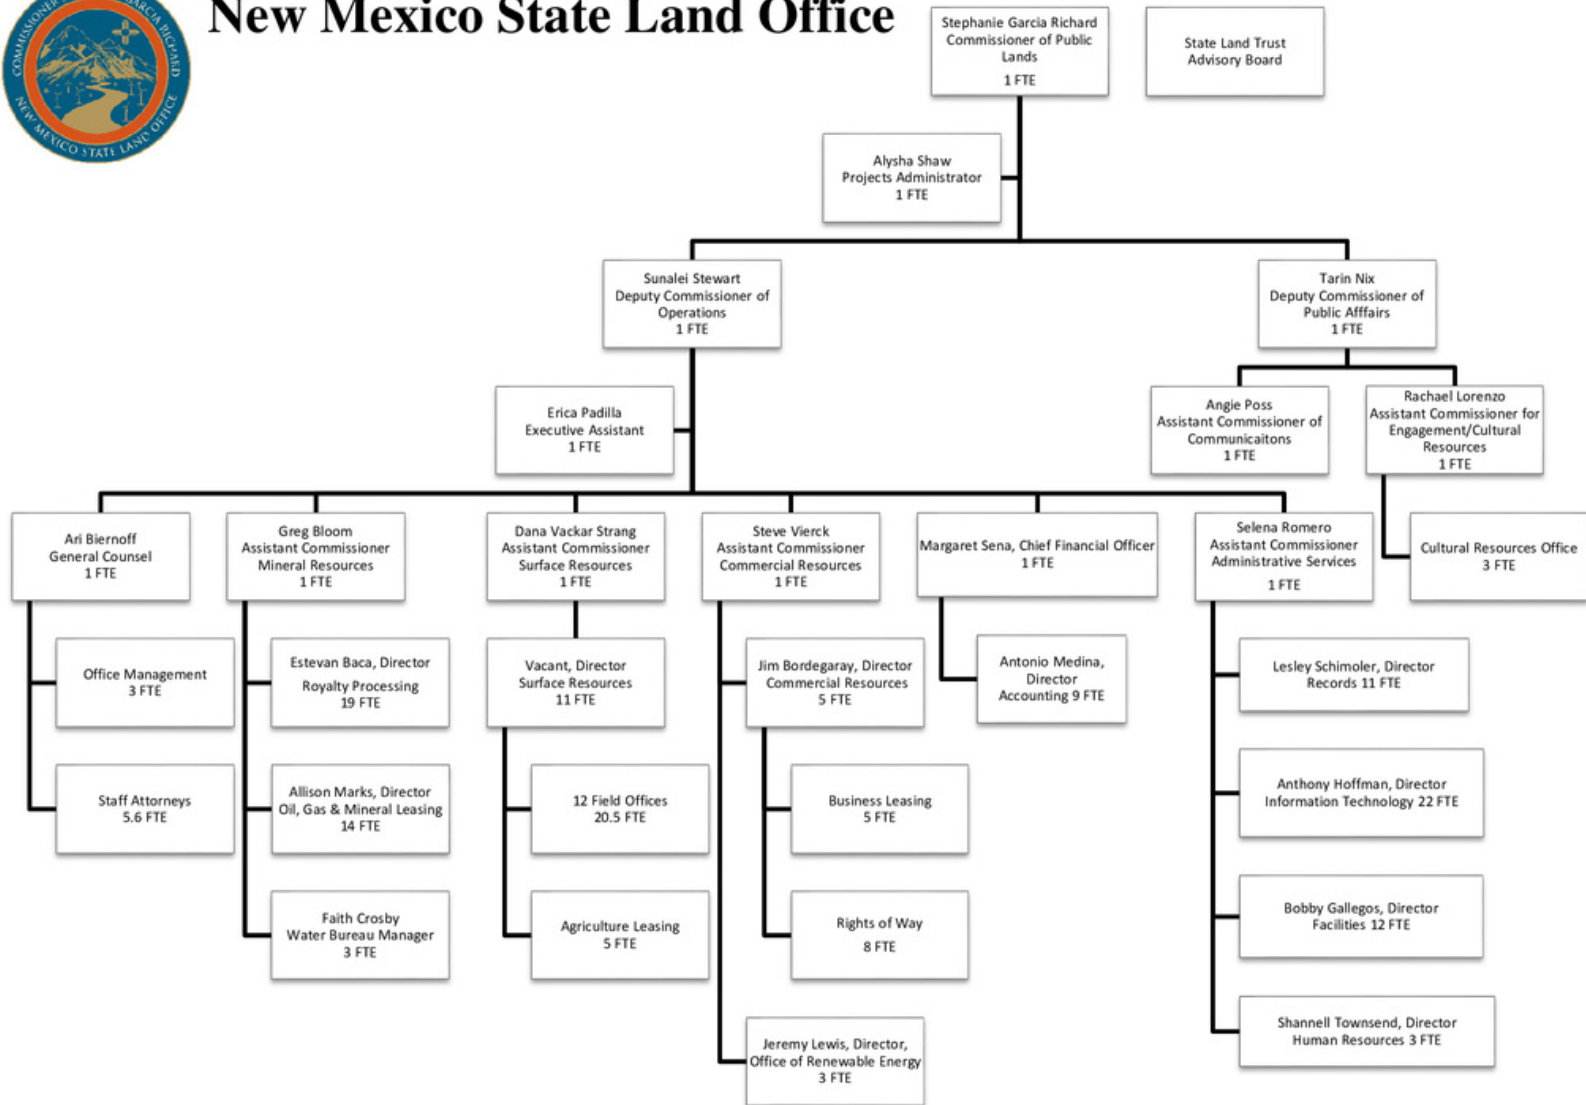 New Mexico State Land Office
COMMISSIONER
GARCIA RICHARD
NEW MEXICO STATE LAND OFFICE
Stephanie Garcia Richard
Commissioner of Public
Lands
1 FTE
State Land Trust
Advisory Board
Alysha Shaw
Projects Administrator
1 FTE
Sunalei Stewart
Deputy Commissioner of
Operations
1 FTE
Tarin Nix
Deputy Commissioner of
Public Afffairs
1 FTE
Erica Padilla
Executive Assistant
1 FTE
Angie Poss
Assistant Commissioner of
Communicaitons
1 FTE
Rachael Lorenzo
Assistant Commissioner for
Engagement/Cultural
Resources
1 FTE
Ari Biernoff
General Counsel
1 FTE
Greg Bloom
Assistant Commissioner
Mineral Resources
1 FTE
Dana Vackar Strang
Assistant Commissioner
Surface Resources
1 FTE
Steve Vierck
Assistant Commissioner
Commercial Resources
1 FTE
Margaret Sena, Chief Financial Officer
1 FTE
Selena Romero
Assistant Commissioner
Administrative Services
1 FTE
Cultural Resources Office
3 FTE
Office Management
3 FTE
Estevan Baca, Director
Royalty Processing
19 FTE
Vacant, Director
Surface Resources
11 FTE
Jim Bordegaray, Director
Commercial Resources
5 FTE
Antonio Medina,
Director
Accounting 9 FTE
Lesley Schimoler, Director
Records 11 FTE
Staff Attorneys
5.6 FTE
Allison Marks, Director
Oil, Gas & Mineral Leasing
14 FTE
12 Field Offices
20.5 FTE
Business Leasing
5 FTE
Anthony Hoffman, Director
Information Technology 22 FTE
Faith Crosby
Water Bureau Manager
3 FTE
Agriculture Leasing
5 FTE
Rights of Way
8 FTE
Bobby Gallegos, Director
Facilities 12 FTE
Jeremy Lewis, Director,
Office of Renewable Energy
3 FTE
Shannell Townsend, Director
Human Resources 3 FTE